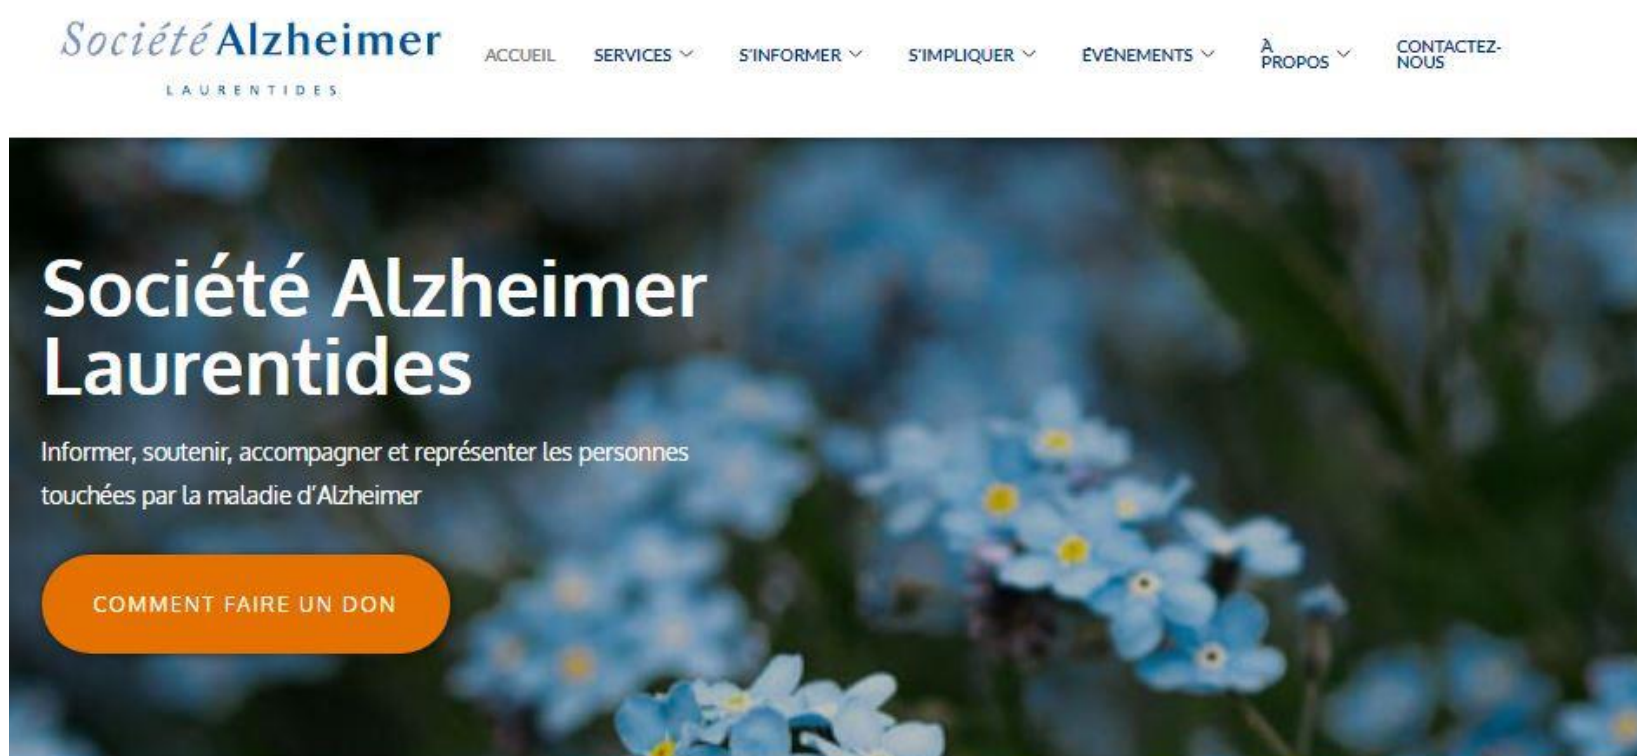 Société Alzheimer
LAURENTIDES
ACCUEIL
SERVICES
S'INFORMER
S'IMPLIQUER
ÉVÉNEMENTS
À
PROPOS
CONTACTEZ-
NOUS
Société Alzheimer
Laurentides
Informer, soutenir, accompagner et représenter les personnes
touchées par la maladie d’Alzheimer
COMMENT FAIRE UN DON